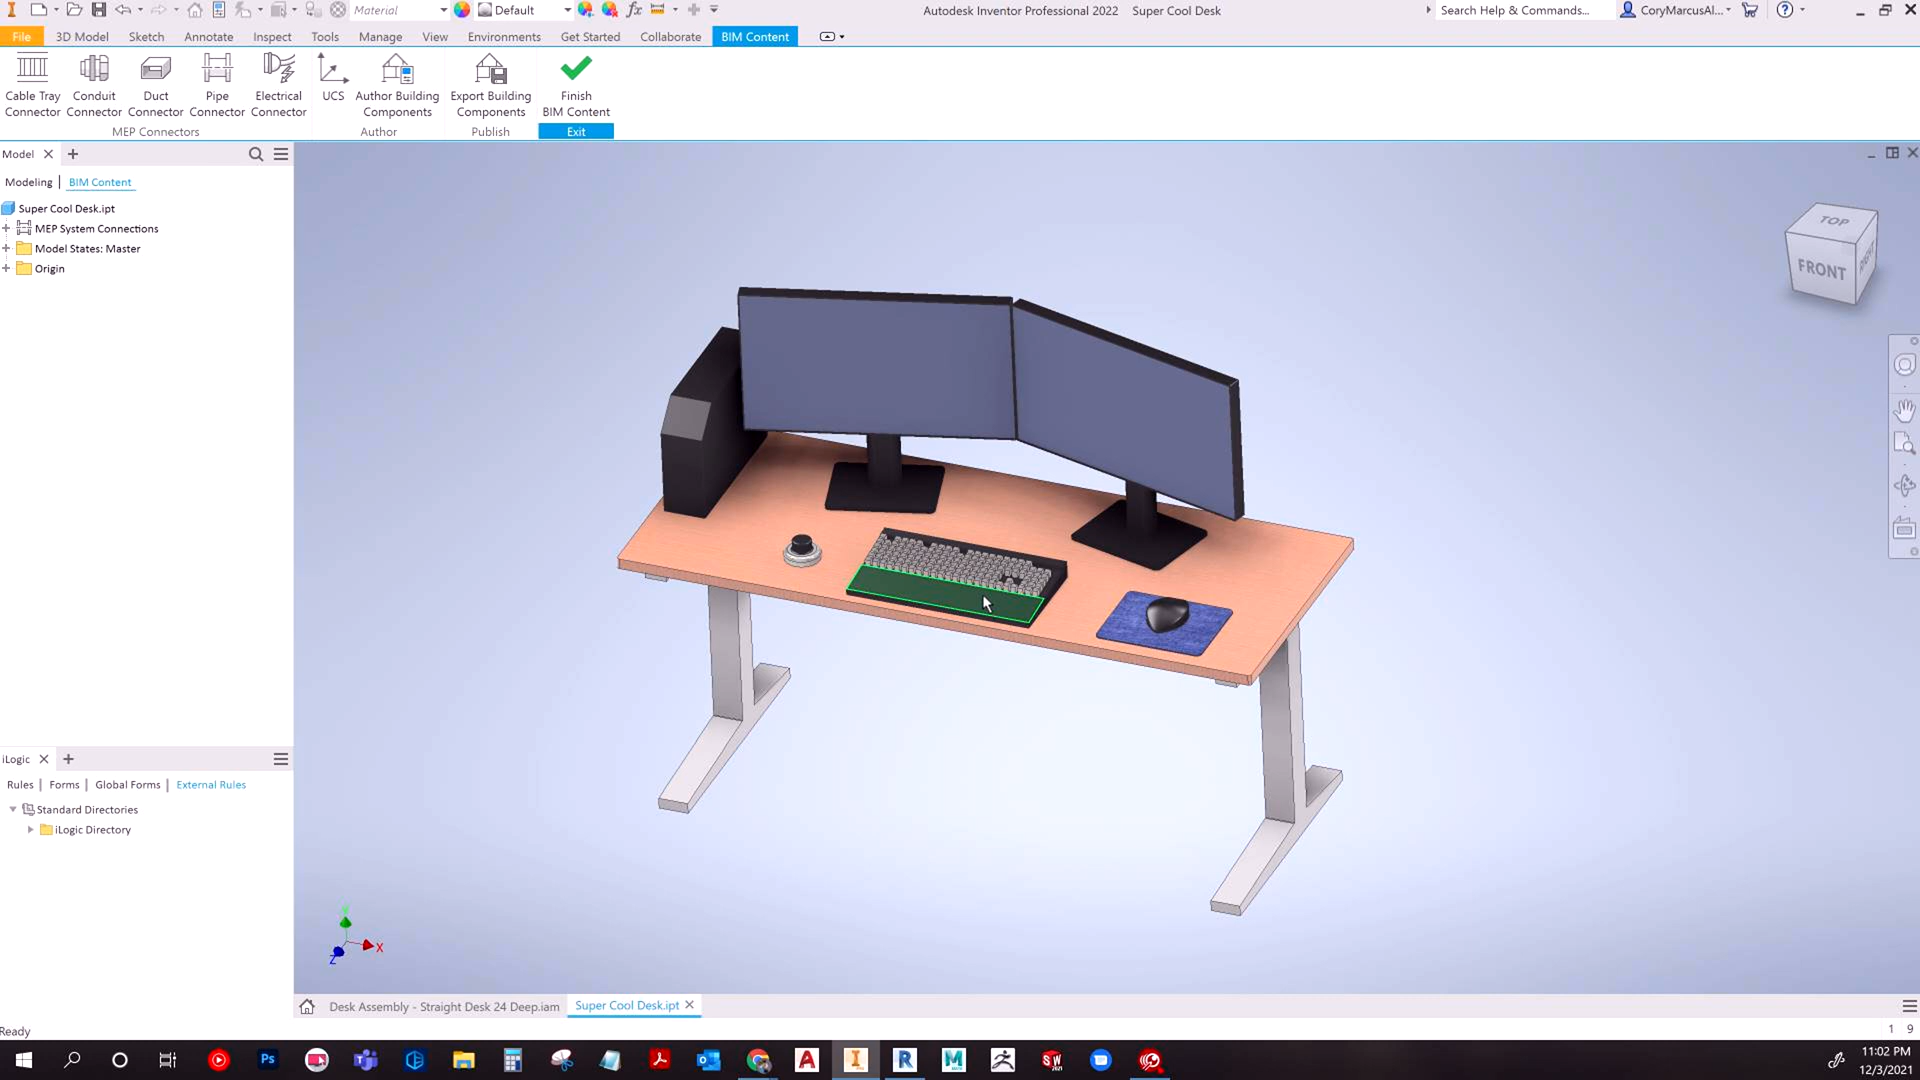 Material
Default
Autodesk Inventor Professional 2022 Super Cool Desk
Search Help & Commands...
CoryMarcusAl...
File 3D Model Sketch Annotate Inspect Tools Manage View Environments Get Started Collaborate BIM Content
Cable Tray Connector
Conduit Connector
Duct Connector
Pipe Connector
Electrical Connector
UCS
Author Building Components
Export Building Components
Finish BIM Content
MEP Connectors
Author
Publish
Exit
Model
Modeling | BIM Content
Super Cool Desk.ipt
MEP System Connections
Model States: Master
Origin
TOP
FRONT
RIGHT
iLogic
Rules | Forms | Global Forms | External Rules
Standard Directories
iLogic Directory
Y
X
Z
Desk Assembly - Straight Desk 24 Deep.iam
Super Cool Desk.ipt
Ready
1 9
11:02 PM
12/3/2021